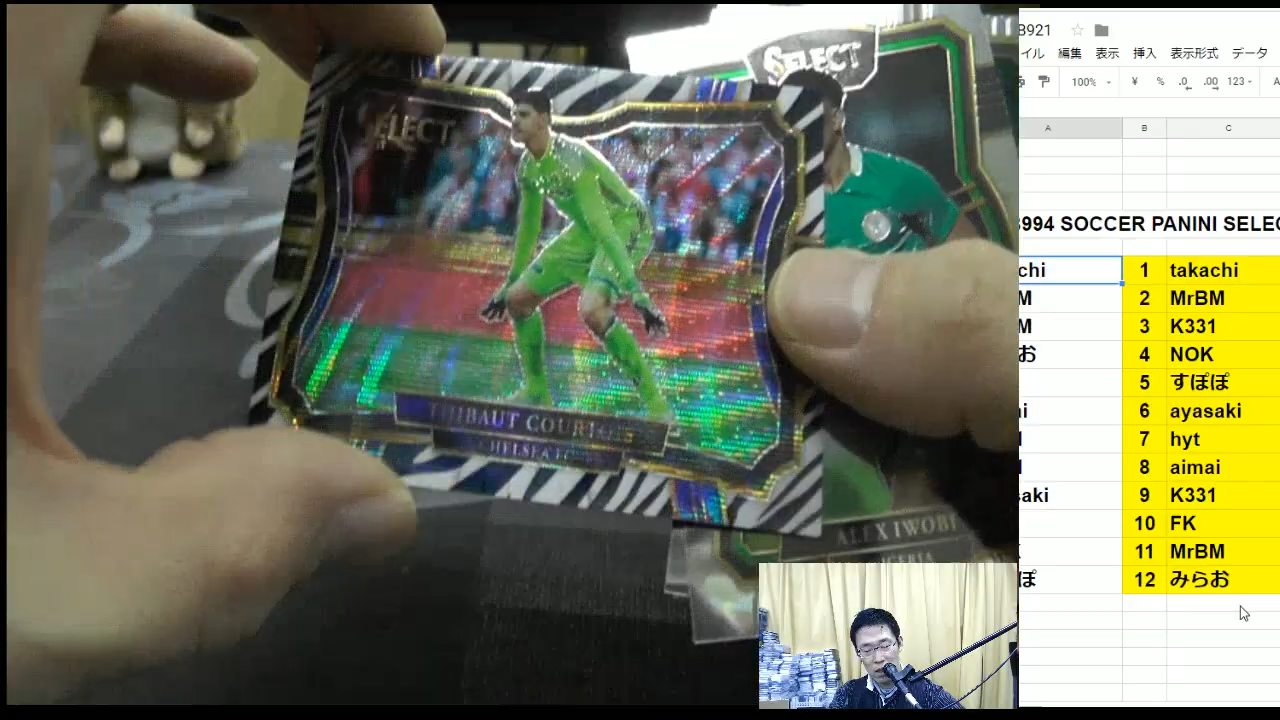 SELECT
ELECT
THIBAUT COURTOIS
CHELSEA FC
ALEX IWOBI
NIGERIA
3921
イル 編集 表示 挿入 表示形式 データ
100% ¥ % .0 .00 123
A B C
3994 SOCCER PANINI SELEC
chi 1 takachi
M 2 MrBM
M 3 K331
お 4 NOK
5 すぽぽ
6 ayasaki
7 hyt
8 aimai
saki 9 K331
10 FK
11 MrBM
ぽ 12 みらお